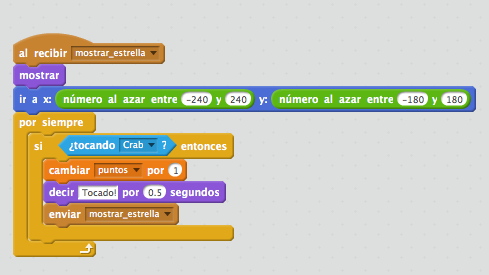 al recibir mostrar_estrella
mostrar
ir a x: número al azar entre -240 y 240 y: número al azar entre -180 y 180
por siempre
si ¿tocando Crab ? entonces
cambiar puntos por 1
decir ¡Tocado! por 0.5 segundos
enviar mostrar_estrella